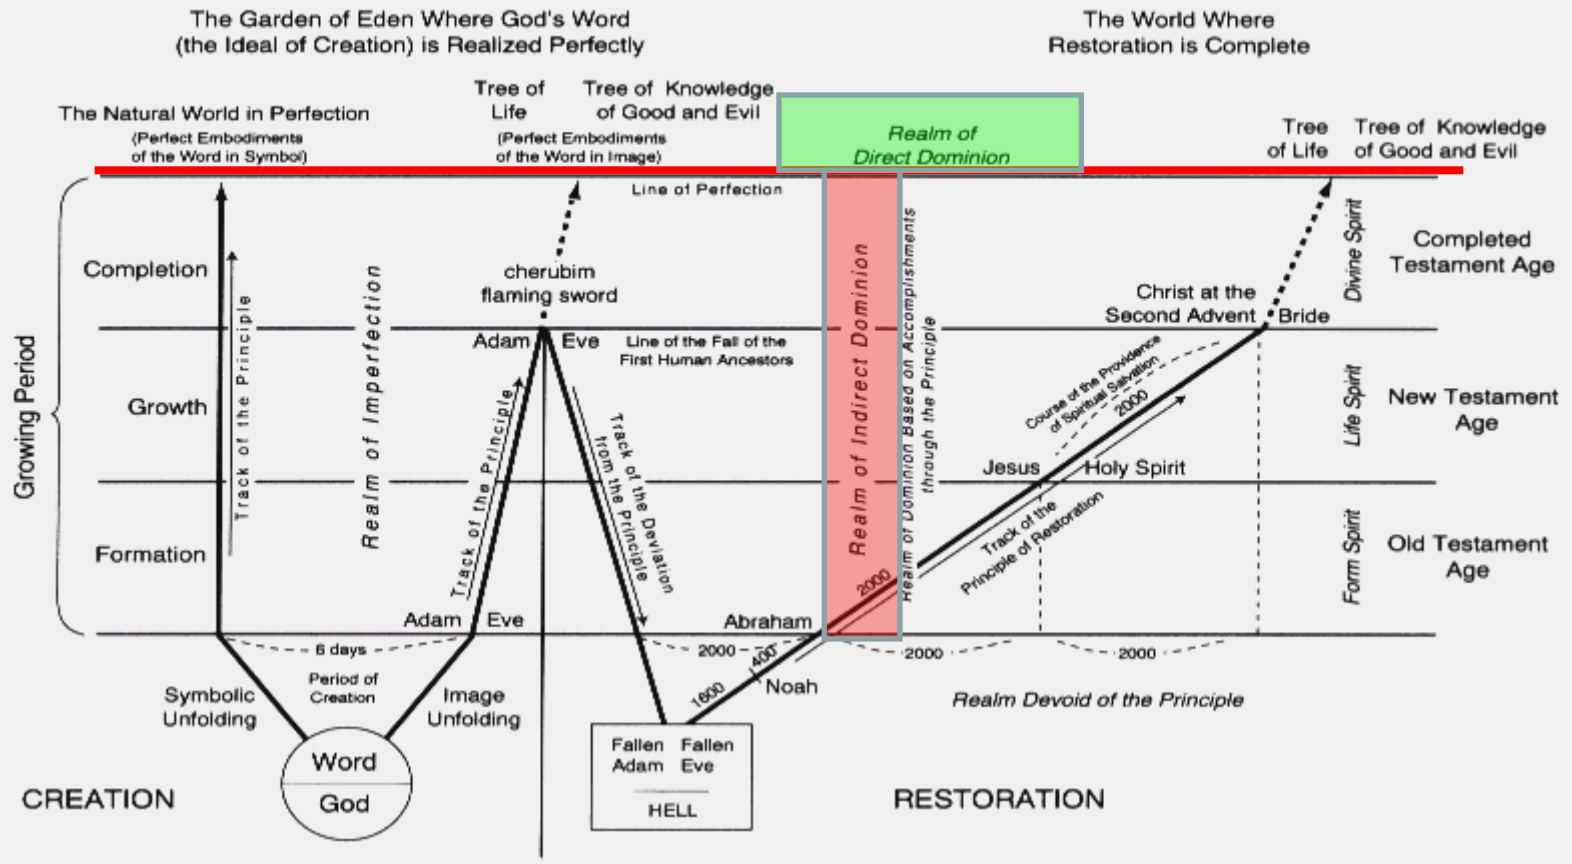 The Garden of Eden Where God's Word
(the Ideal of Creation) is Realized Perfectly
The World Where
Restoration is Complete
The Natural World in Perfection
(Perfect Embodiments
of the Word in Symbol)
Tree of
Life
Tree of Knowledge
of Good and Evil
(Perfect Embodiments
of the Word in Image)
Realm of
Direct Dominion
Tree
of Life
Tree of Knowledge
of Good and Evil
Line of Perfection
Growing Period
Completion
Growth
Formation
Track of the Principle
Realm of Imperfection
cherubim
flaming sword
Adam
Eve
Line of the Fall of the
First Human Ancestors
Track of the Principle
Track of the Deviation
from the Principle
Realm of Indirect Dominion
Realm of Dominion Based on Accomplishments
through the Principle
Christ at the
Second Advent
Bride
Course of the Providence
of Spiritual Salvation
2000
Jesus
Holy Spirit
Track of the
Principle of Restoration
2000
Divine Spirit
Life Spirit
Form Spirit
Completed
Testament Age
New Testament
Age
Old Testament
Age
Adam
Eve
Abraham
6 days
Period of
Creation
2000
400
1600
Noah
2000
2000
Symbolic
Unfolding
Image
Unfolding
Realm Devoid of the Principle
Word
God
Fallen Fallen
Adam Eve
HELL
CREATION
RESTORATION